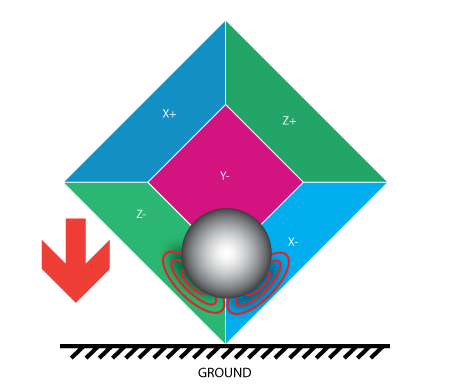 X+
Z+
Y-
Z-
X-
GROUND